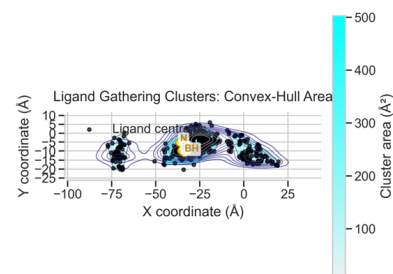 Ligand Gathering Clusters: Convex-Hull Area
Y coordinate (Å)
10
5
0
−5
−10
−15
−20
−25
Ligand centr
N
BH
−100
−75
−50
−25
0
25
X coordinate (Å)
500
400
300
200
100
Cluster area (Å²)